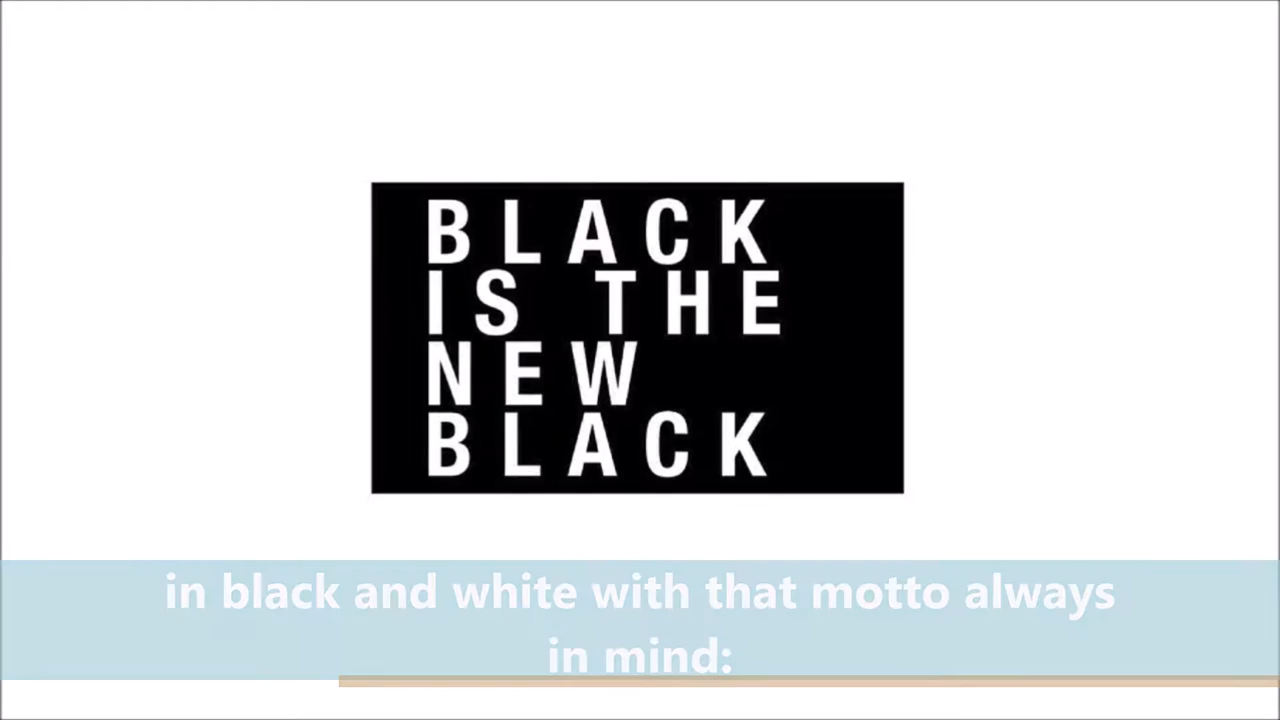 BLACK
IS THE
NEW
BLACK
in black and white with that motto always
in mind: